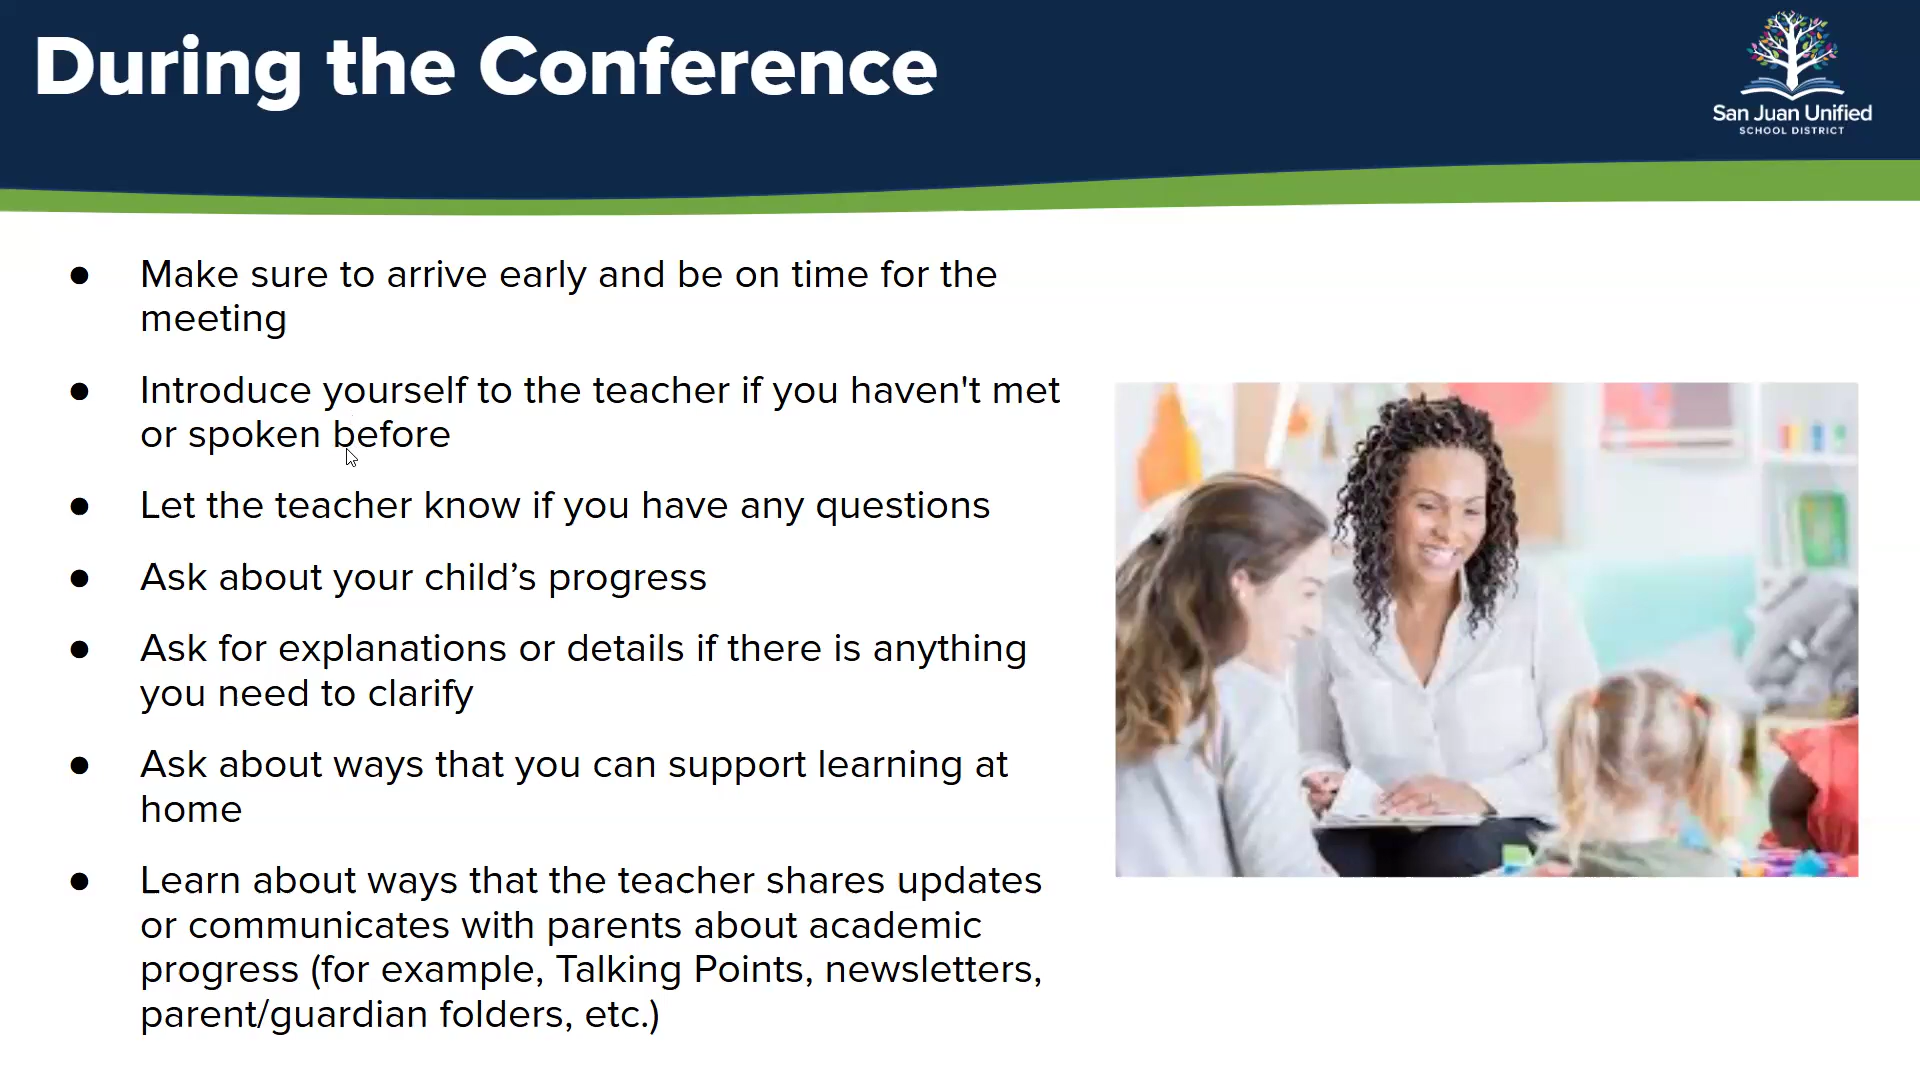 During the Conference
San Juan Unified
SCHOOL DISTRICT
● Make sure to arrive early and be on time for the
meeting
● Introduce yourself to the teacher if you haven't met
or spoken before
● Let the teacher know if you have any questions
● Ask about your child’s progress
● Ask for explanations or details if there is anything
you need to clarify
● Ask about ways that you can support learning at
home
● Learn about ways that the teacher shares updates
or communicates with parents about academic
progress (for example, Talking Points, newsletters,
parent/guardian folders, etc.)